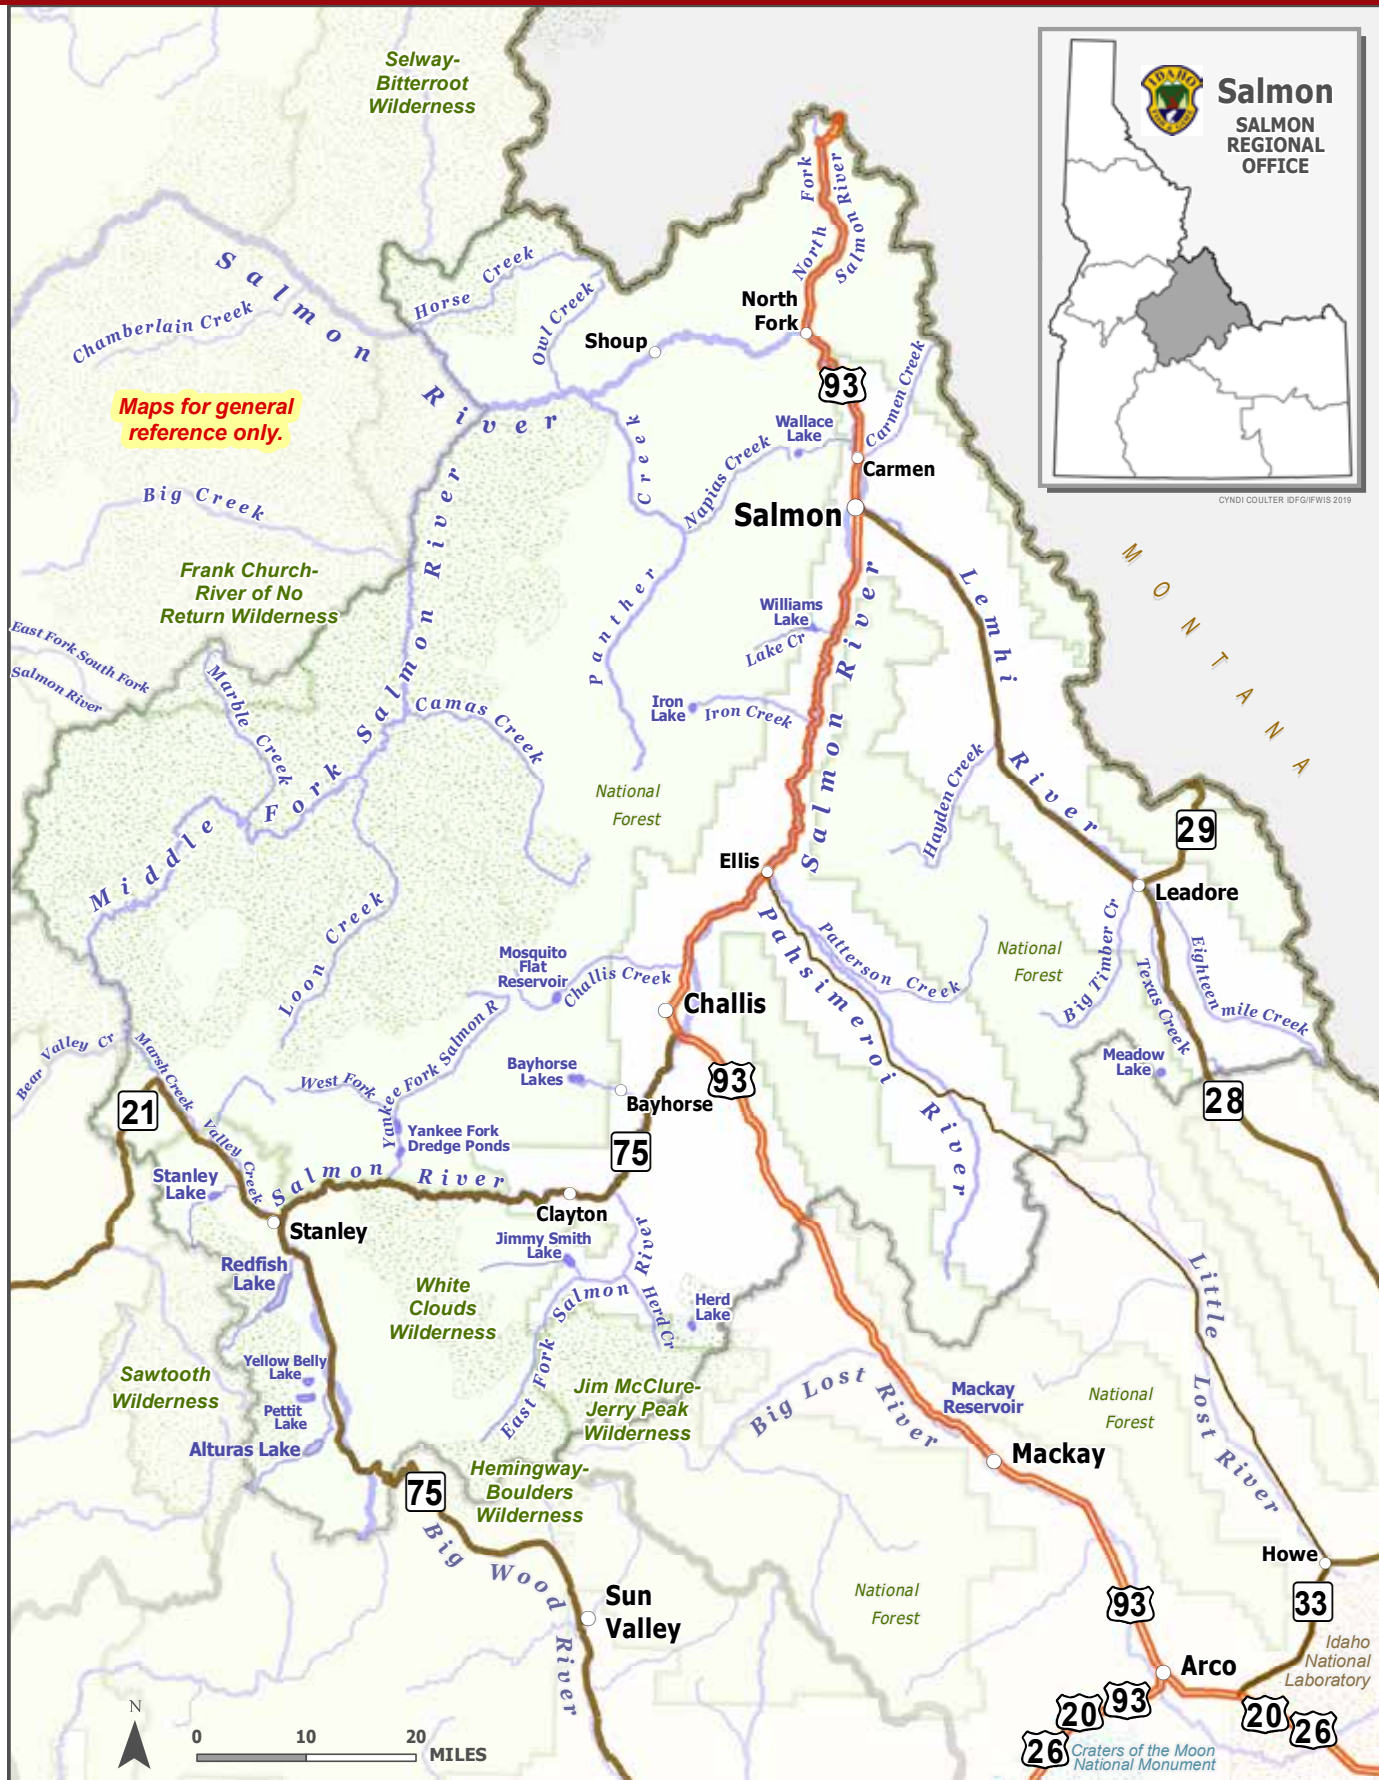 Selway-
Bitterroot
Wilderness
IDAHO
Salmon
SALMON
REGIONAL
OFFICE
CYNDI COULTER IDFG/IFWIS 2019
North Fork
Salmon River
Salmon River
Horse Creek
Owl Creek
Chamberlain Creek
North
Fork
Shoup
93
Maps for general
reference only.
Carmen Creek
Wallace
Lake
Carmen
Napias Creek
Panther Creek
Big Creek
Salmon
MONTANA
Frank Church-
River of No
Return Wilderness
East Fork South Fork
Salmon River
Marble Creek
Middle Fork Salmon River
Camas Creek
Williams
Lake
Lake Cr
Iron
Lake
Iron Creek
Salmon River
Lemhi River
Hayden Creek
National
Forest
29
Ellis
Leadore
Loon Creek
Pahsimeroi River
Patterson Creek
National
Forest
Big Timber Cr
Texas Creek
Eighteen mile Creek
Mosquito
Flat
Reservoir
Challis Creek
Challis
Bear Valley Cr
Marsh Creek
Yankee Fork Salmon R
West Fork
Bayhorse
Lakes
Bayhorse
93
Meadow
Lake
28
21
Valley Creek
Yankee Fork
Dredge Ponds
75
Stanley
Lake
Salmon River
Clayton
Stanley
Jimmy Smith
Lake
Redfish
Lake
White
Clouds
Wilderness
East Fork Salmon River
Herd Cr
Herd
Lake
Little Lost River
Yellow Belly
Lake
Sawtooth
Wilderness
Pettit
Lake
Alturas Lake
Jim McClure-
Jerry Peak
Wilderness
Big Lost River
Mackay
Reservoir
National
Forest
Mackay
Hemingway-
Boulders
Wilderness
75
Big Wood River
Sun
Valley
National
Forest
Howe
93
33
Idaho
National
Laboratory
Arco
93
20
26
20
26
Craters of the Moon
National Monument
N
0 10 20
MILES